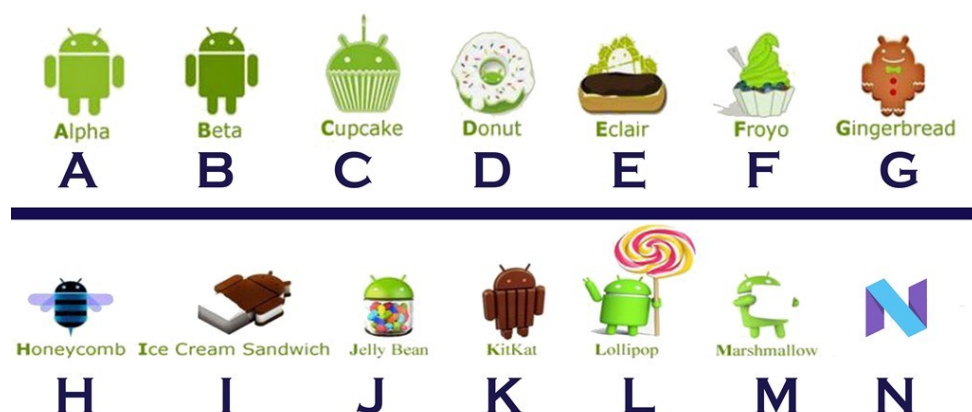 Alpha Beta Cupcake Donut Eclair Froyo Gingerbread
A B C D E F G
Honeycomb Ice Cream Sandwich Jelly Bean KitKat Lollipop Marshmallow N
H I J K L M N